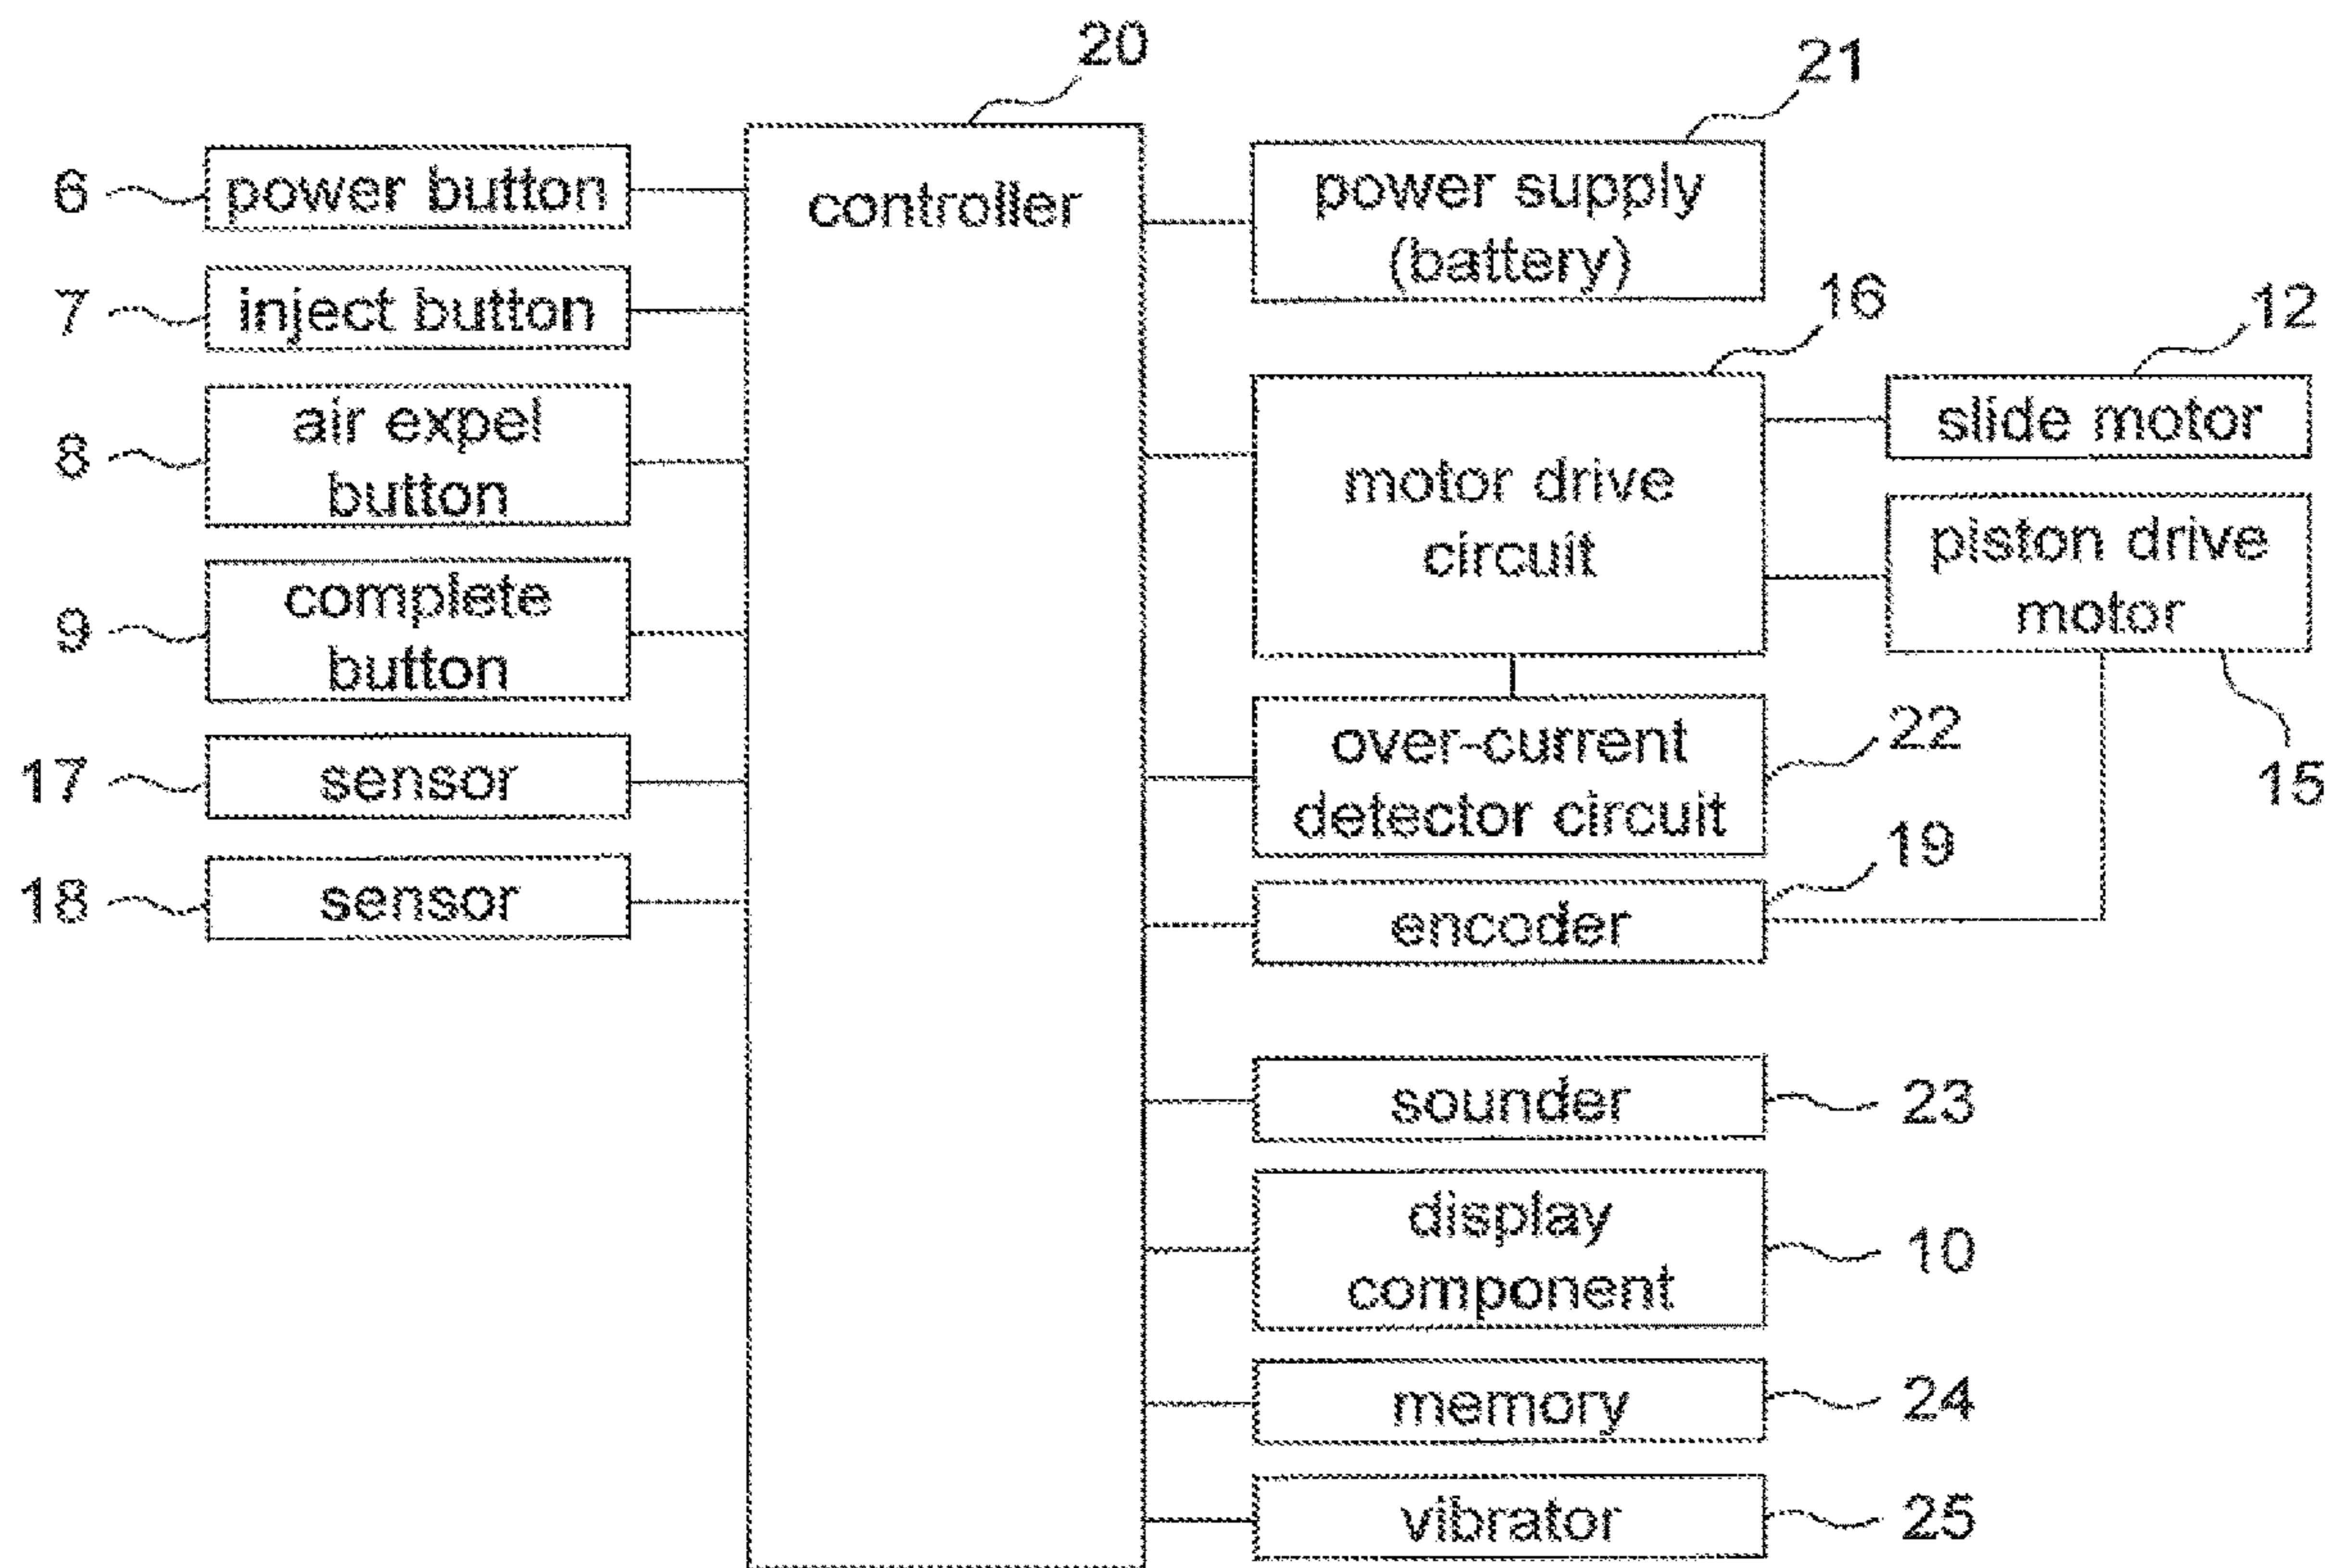 20
21
6
power button
controller
power supply
(battery)
7
inject button
16
12
8
air expel
button
motor drive
circuit
slide motor
piston drive
motor
15
9
complete
button
17
sensor
over-current
detector circuit
22
18
sensor
encoder
19
sounder
23
display
component
10
memory
24
vibrator
25